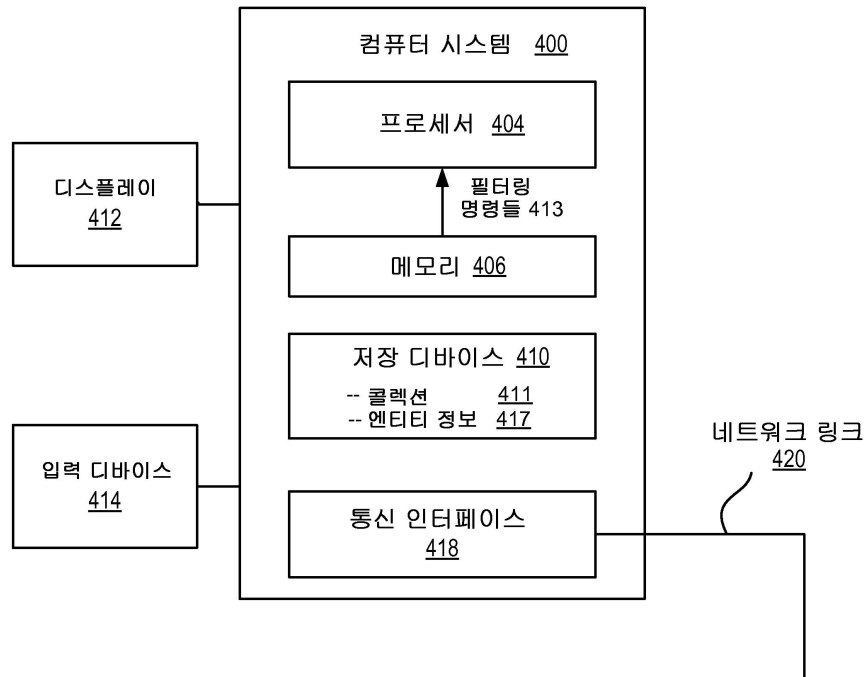 컴퓨터 시스템 400
프로세서 404
필터링
명령들 413
메모리 406
저장 디바이스 410
-- 콜렉션 411
-- 엔티티 정보 417
통신 인터페이스
418
디스플레이
412
입력 디바이스
414
네트워크 링크
420